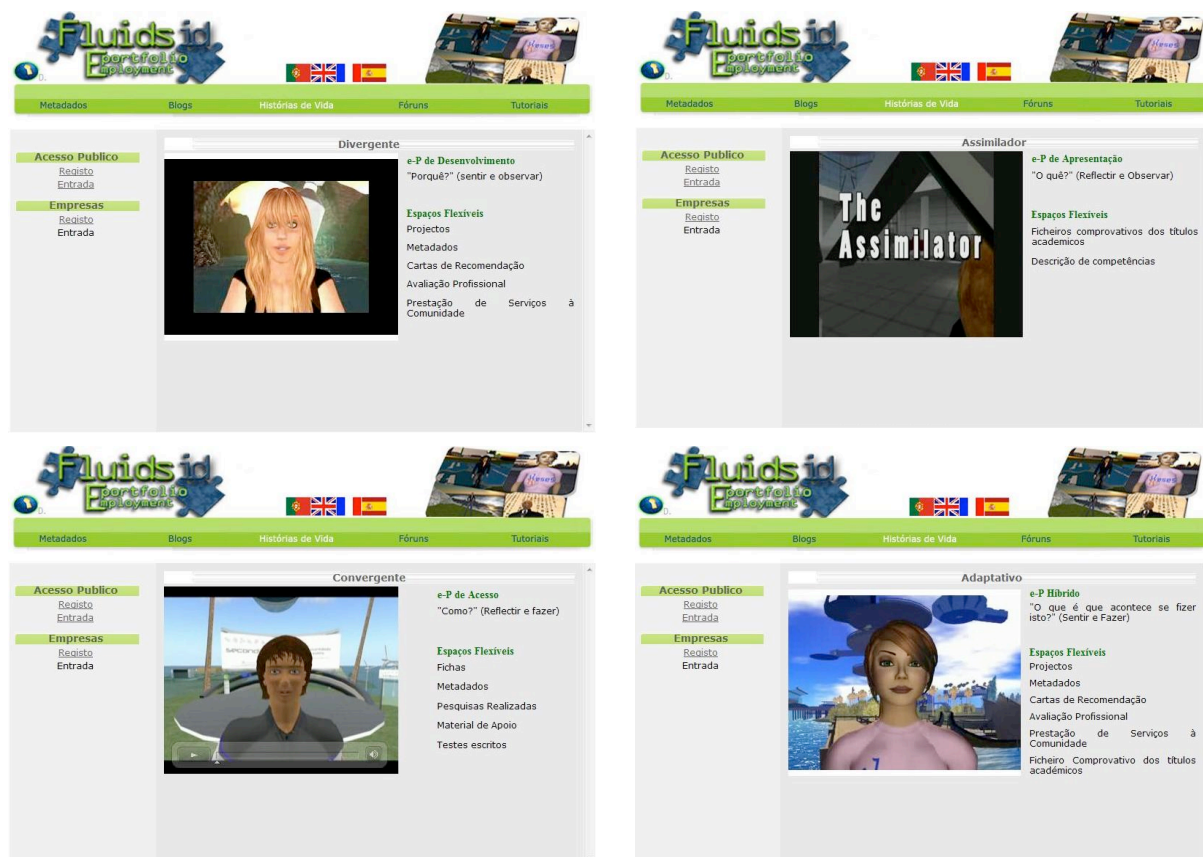 Fluids id
Eportfolio
Employment
D.
Metadados Blogs Histórias de Vida Fóruns Tutoriais
Acesso Publico
Registo
Entrada
Empresas
Registo
Entrada
Divergente
e-P de Desenvolvimento
"Porquê?" (sentir e observar)
Espaços Flexíveis
Projectos
Metadados
Cartas de Recomendação
Avaliação Profissional
Prestação de Serviços à
Comunidade
Fluids id
Eportfolio
Employment
D.
Metadados Blogs Histórias de Vida Fóruns Tutoriais
Acesso Publico
Registo
Entrada
Empresas
Registo
Entrada
Assimilador
The
Assimilator
e-P de Apresentação
"O quê?" (Reflectir e Observar)
Espaços Flexíveis
Ficheiros comprovativos dos títulos
academicos
Descrição de competências
Fluids id
Eportfolio
Employment
D.
Metadados Blogs Histórias de Vida Fóruns Tutoriais
Acesso Publico
Registo
Entrada
Empresas
Registo
Entrada
Convergente
e-P de Acesso
"Como?" (Reflectir e fazer)
Espaços Flexíveis
Fichas
Metadados
Pesquisas Realizadas
Material de Apoio
Testes escritos
Fluids id
Eportfolio
Employment
D.
Metadados Blogs Histórias de Vida Fóruns Tutoriais
Acesso Publico
Registo
Entrada
Empresas
Registo
Entrada
Adaptativo
e-P Híbrido
"O que é que acontece se fizer
isto?" (Sentir e Fazer)
Espaços Flexíveis
Projectos
Metadados
Cartas de Recomendação
Avaliação Profissional
Prestação de Serviços à
Comunidade
Ficheiro Comprovativo dos títulos
académicos